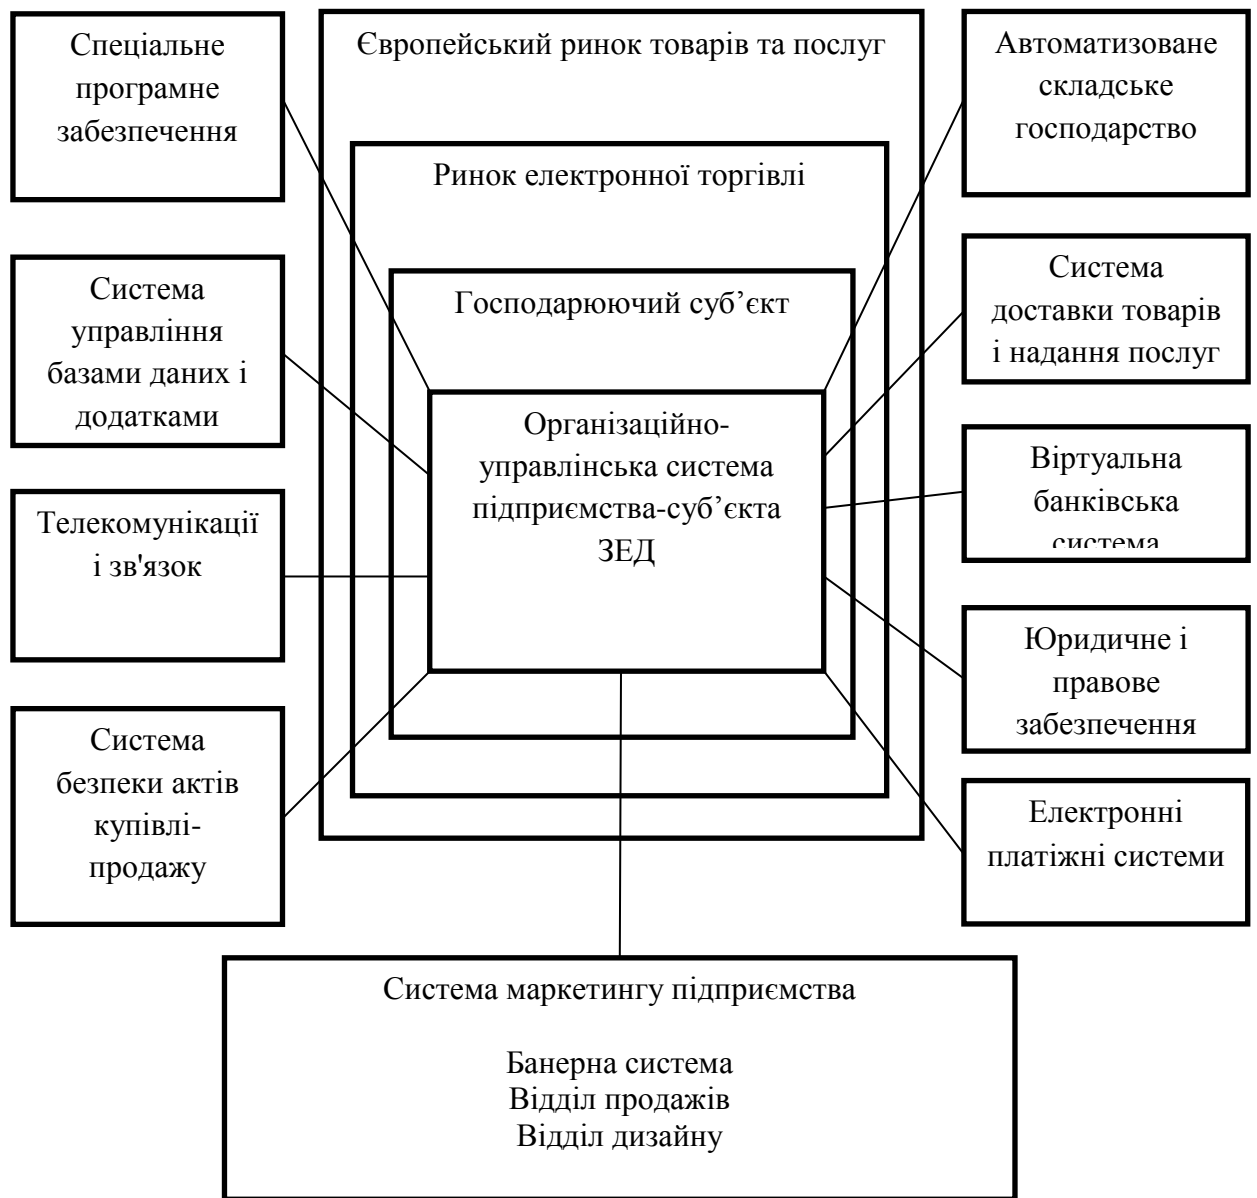 Спеціальне
програмне
забезпечення
Система
управління
базами даних і
додатками
Телекомунікації
і зв'язок
Система
безпеки актів
купівлі-
продажу
Європейський ринок товарів та послуг
Ринок електронної торгівлі
Господарюючий суб’єкт
Організаційно-
управлінська система
підприємства-суб’єкта
ЗЕД
Автоматизоване
складське
господарство
Система
доставки товарів
і надання послуг
Віртуальна
банківська
система
Юридичне і
правове
забезпечення
Електронні
платіжні системи
Система маркетингу підприємства
Банерна система
Відділ продажів
Відділ дизайну